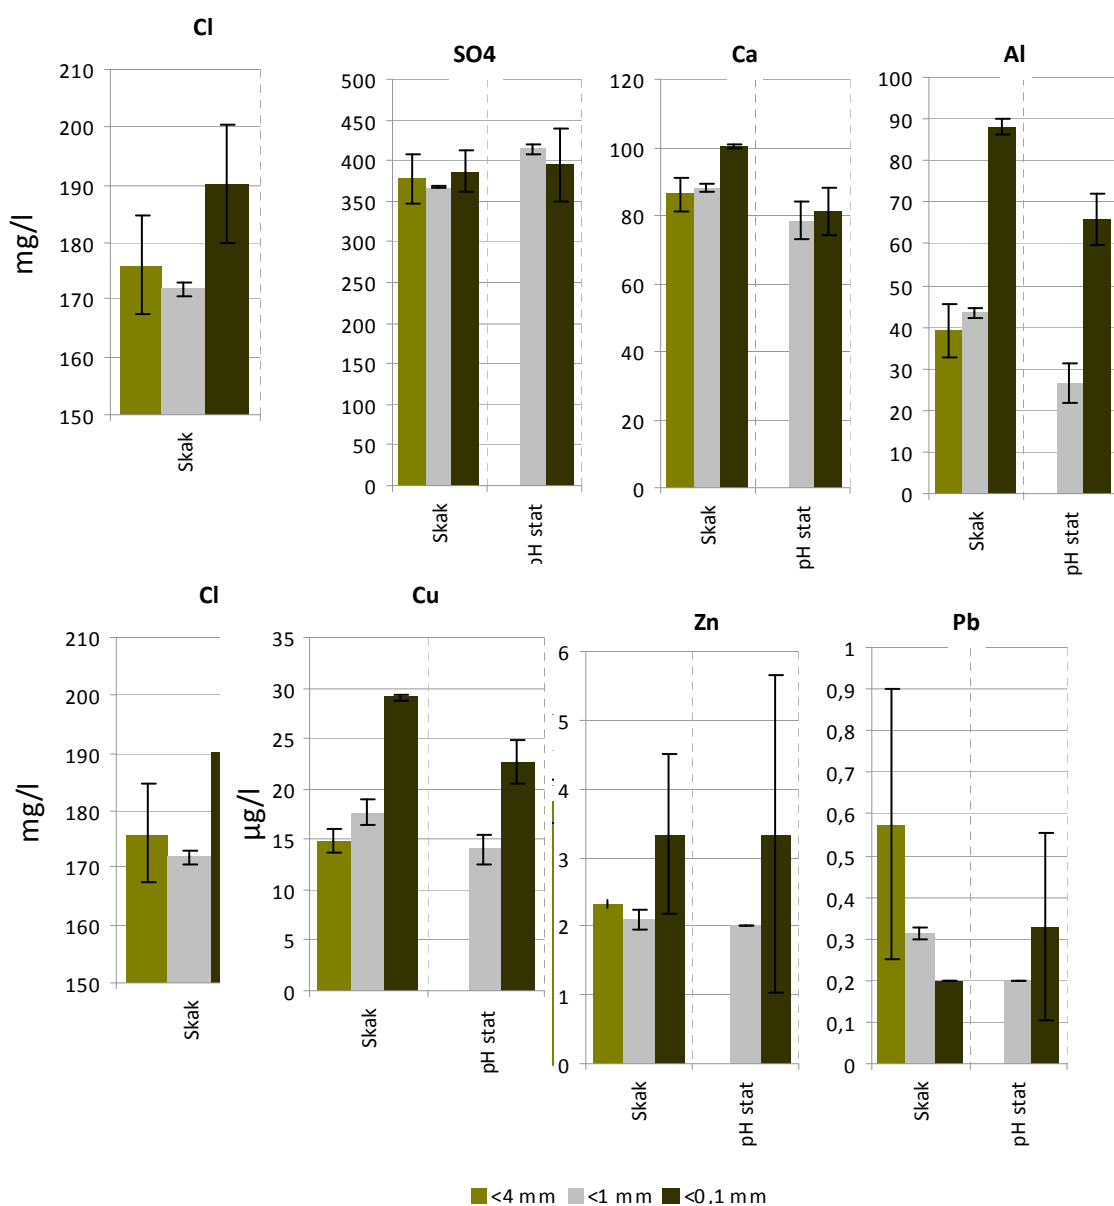 Cl
SO4
Ca
Al
mg/l
210
200
190
180
170
160
150
Skak
500
450
400
350
300
250
200
150
100
50
0
Skak
pH stat
120
100
80
60
40
20
0
Skak
pH stat
100
90
80
70
60
50
40
30
20
10
0
Skak
pH stat
Cl
Cu
Zn
Pb
mg/l
210
200
190
180
170
160
150
Skak
µg/l
35
30
25
20
15
10
5
0
Skak
pH stat
6
5
4
3
2
1
0
Skak
pH stat
1
0,9
0,8
0,7
0,6
0,5
0,4
0,3
0,2
0,1
0
Skak
pH stat
<4 mm <1 mm <0,1 mm